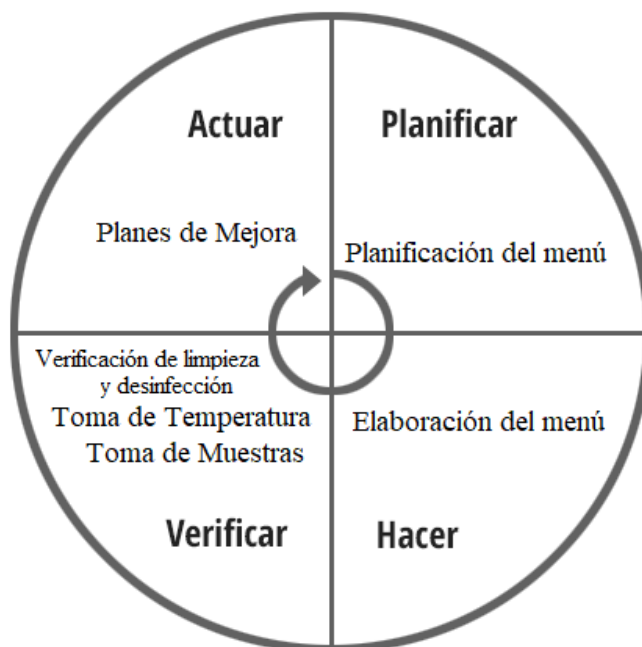 Actuar
Planificar
Planes de Mejora
Planificación del menú
Verificación de limpieza
y desinfección
Toma de Temperatura
Toma de Muestras
Elaboración del menú
Verificar
Hacer